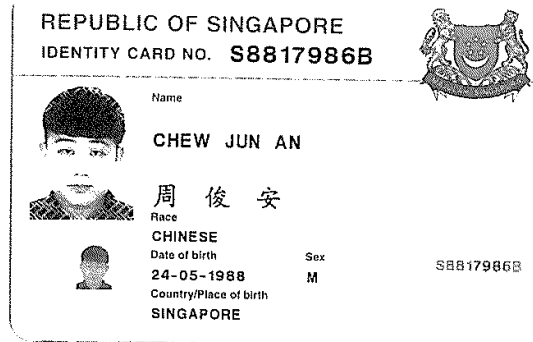 REPUBLIC OF SINGAPORE
IDENTITY CARD NO. S8817986B
Name
CHEW JUN AN
周俊安
Race
CHINESE
Date of birth Sex
24-05-1988 M
S8817986B
Country/Place of birth
SINGAPORE